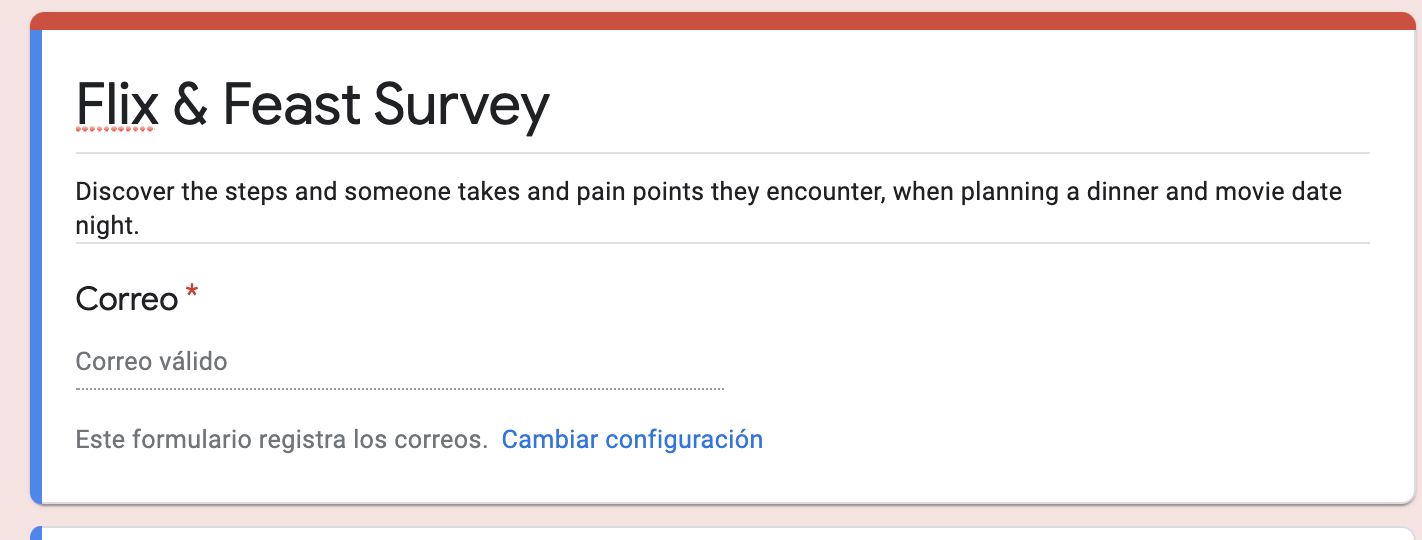 Flix & Feast Survey
Discover the steps and someone takes and pain points they encounter, when planning a dinner and movie date
night.
Correo *
Correo válido
Este formulario registra los correos. Cambiar configuración